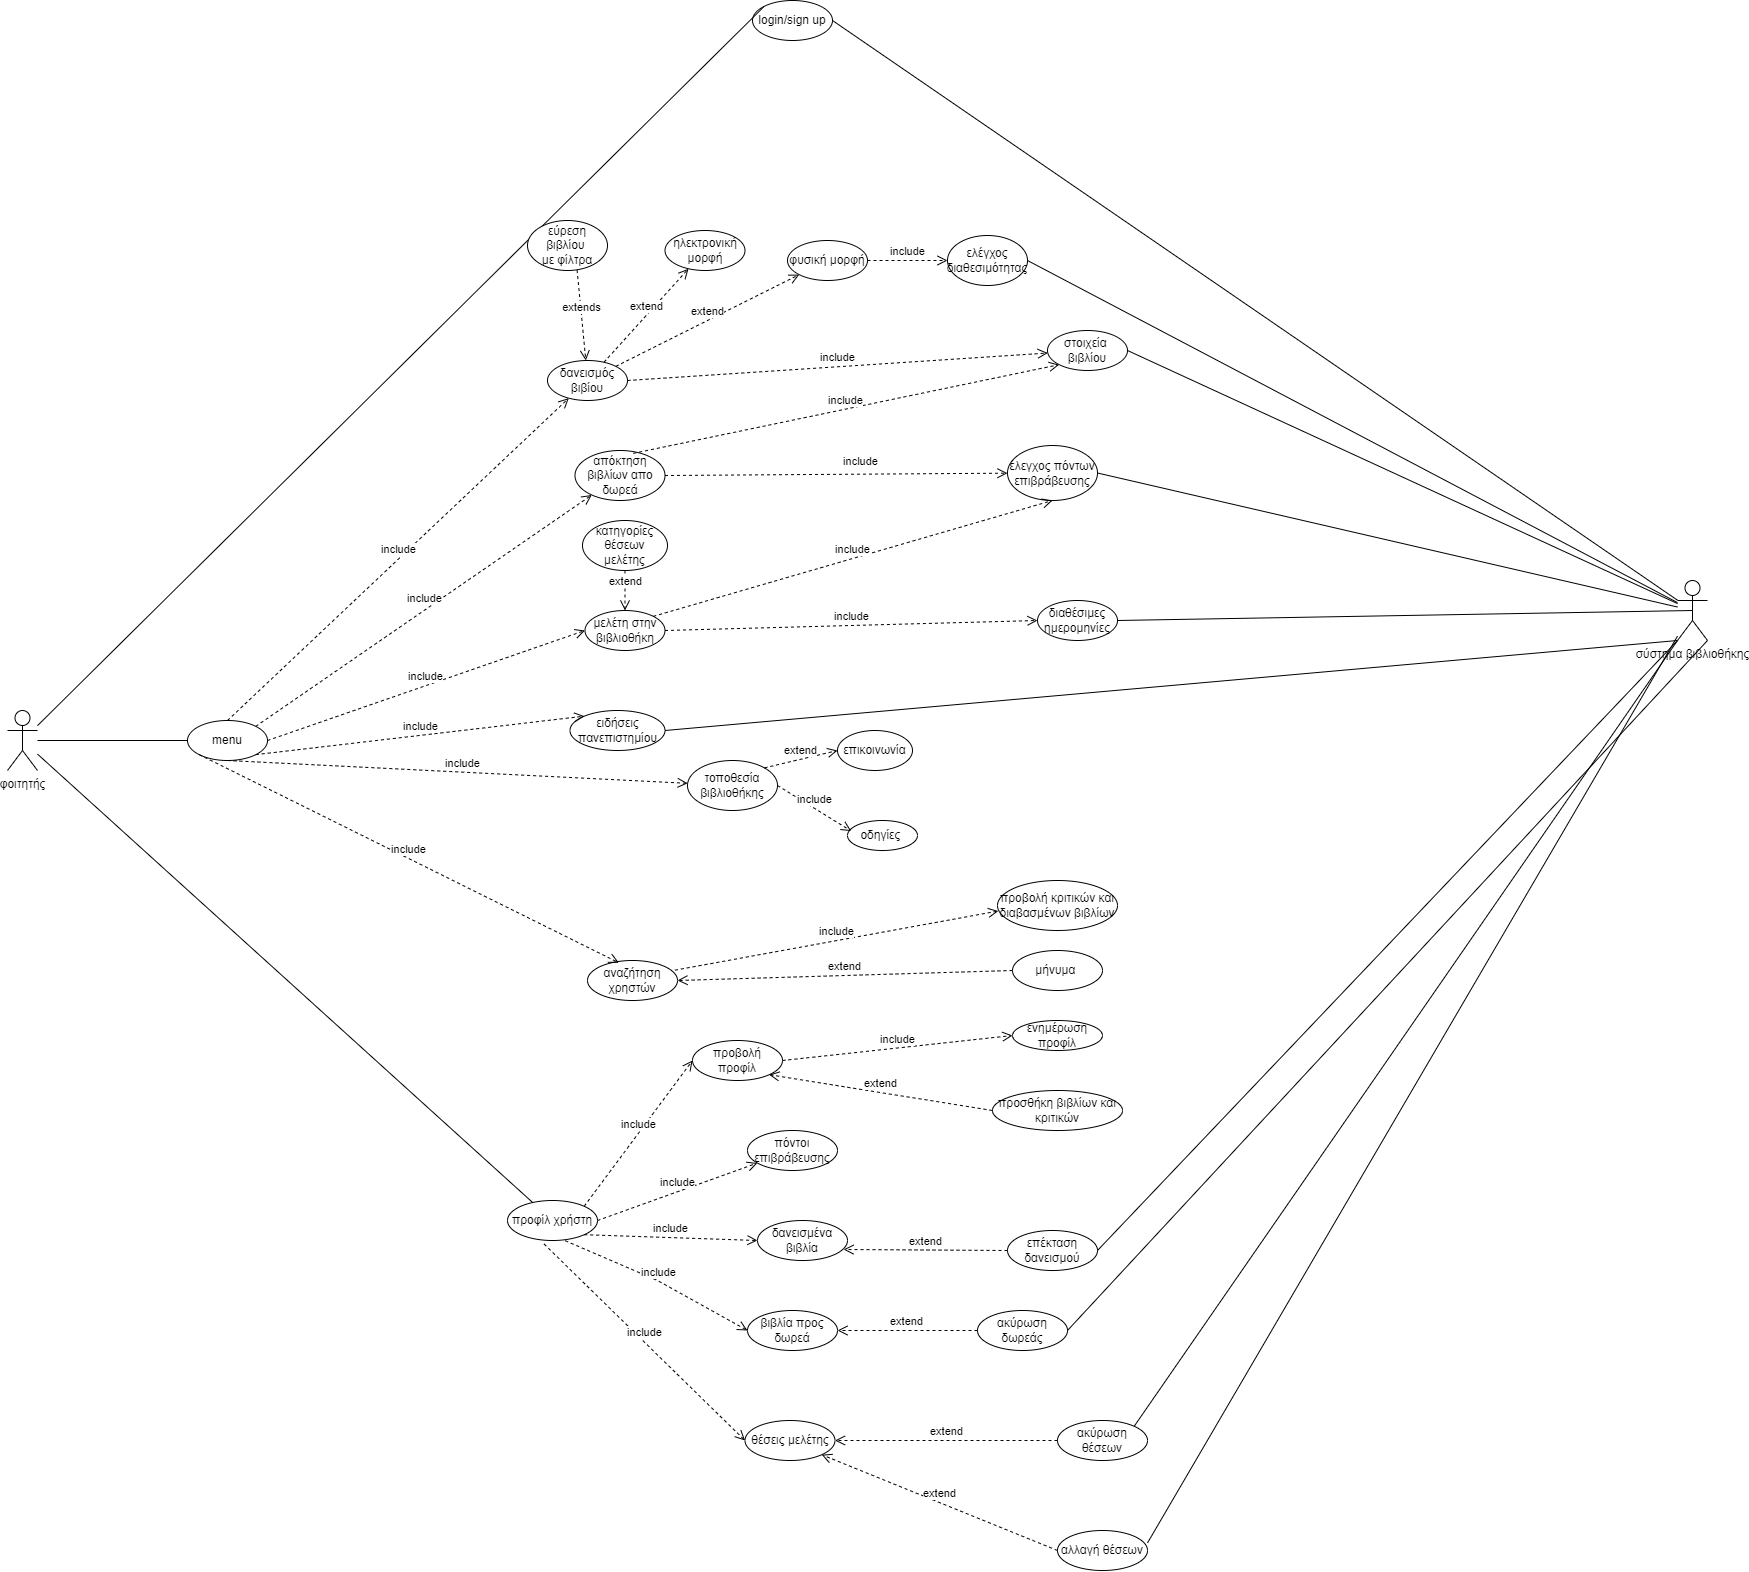 login/sign up
εύρεση
βιβλίου
με φίλτρα
ηλεκτρονική
μορφή
φυσική μορφή
include
ελέγχος
διαθεσιμότητας
extends
extend
extend
δανεισμός
βιβίου
include
στοιχεία
βιβλίου
include
απόκτηση
βιβλίων απο
δωρεά
include
ελεγχος πόντων
επιβράβευσης
κατηγορίες
θέσεων
μελέτης
include
include
extend
include
μελέτη στην
βιβλιοθήκη
include
διαθέσιμες
ημερομηνίες
σύστημα βιβλιοθήκης
include
include
ειδήσεις
πανεπιστημίου
menu
φοιτητής
include
τοποθεσία
βιβλιοθήκης
extend
επικοινωνία
include
οδηγίες
include
προβολή κριτικών και
διαβασμένων βιβλίων
include
αναζήτηση
χρηστών
extend
μήνυμα
προβολή
προφίλ
include
ενημέρωση
προφίλ
extend
προσθήκη βιβλίων και
κριτικών
include
πόντοι
επιβράβευσης
include
προφίλ χρήστη
include
δανεισμένα
βιβλία
extend
επέκταση
δανεισμού
include
βιβλία προς
δωρεά
extend
ακύρωση
δωρεάς
include
θέσεις μελέτης
extend
ακύρωση
θέσεων
extend
αλλαγή θέσεων